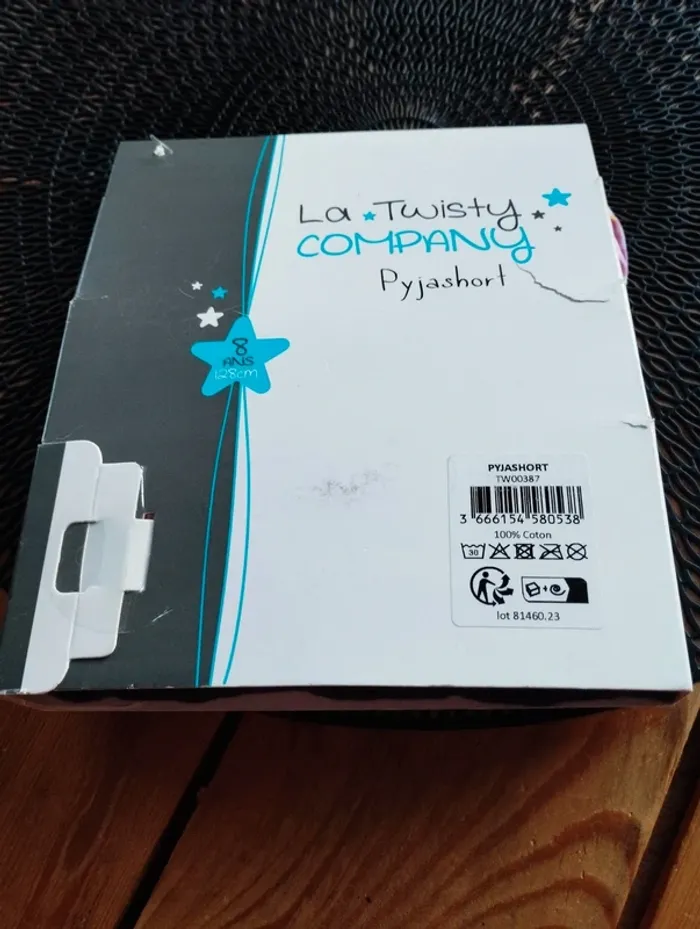 La Twisty
COMPANY
Pyjashort
8
ANS
128cm
PYJASHORT
TW00387
3 666154 580538
100% Coton
30
lot 81460.23